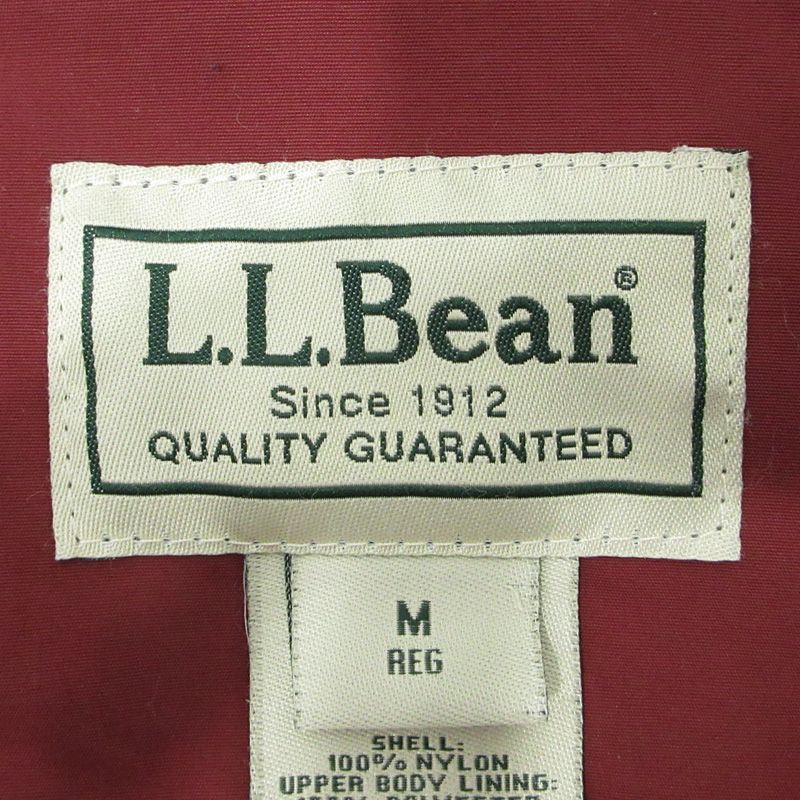 L.L.Bean®
Since 1912
QUALITY GUARANTEED
M
REG
SHELL:
100% NYLON
UPPER BODY LINING: